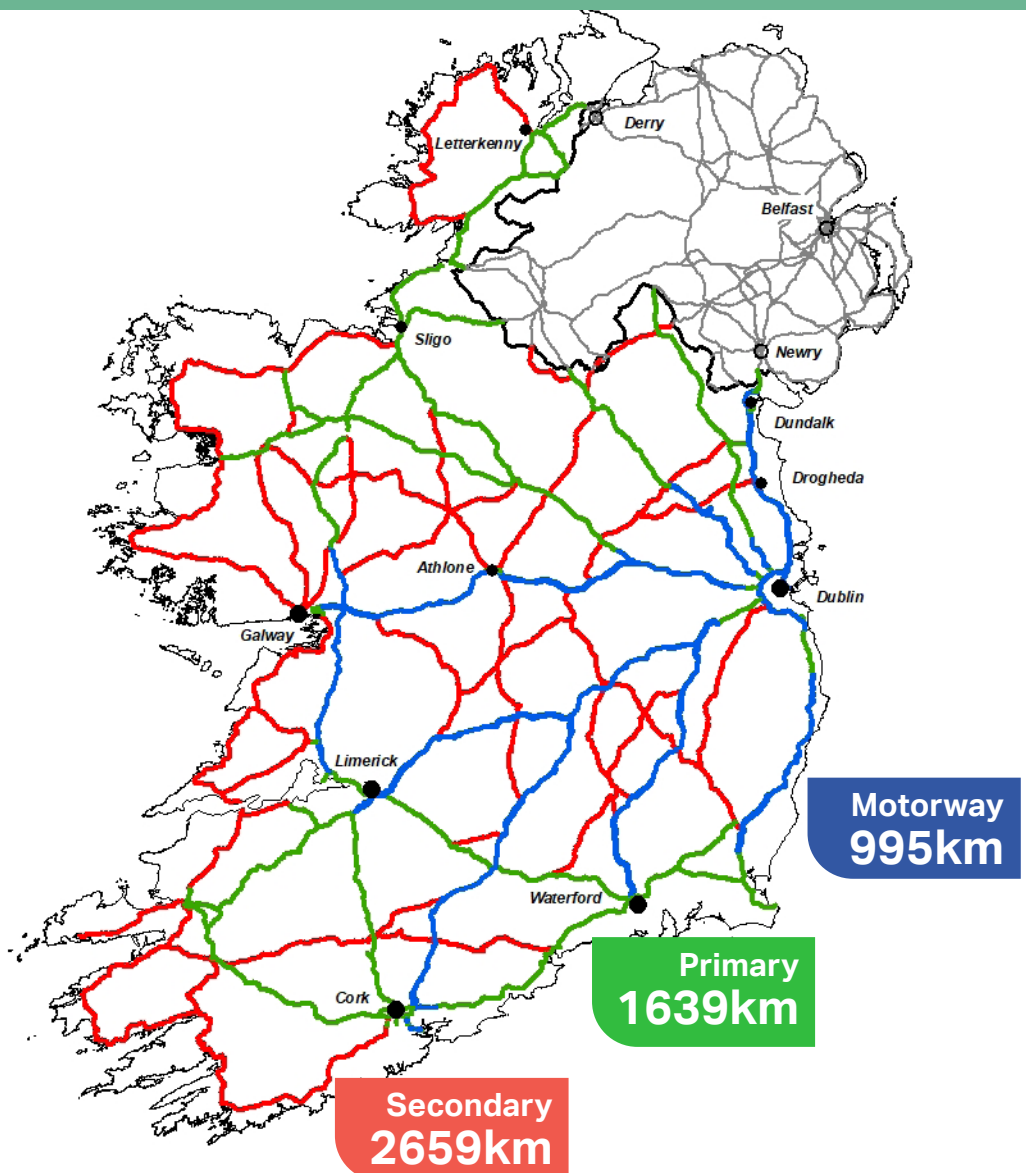 Letterkenny
Derry
Belfast
Sligo
Newry
Dundalk
Drogheda
Athlone
Dublin
Galway
Limerick
Motorway
995km
Waterford
Primary
1639km
Cork
Secondary
2659km